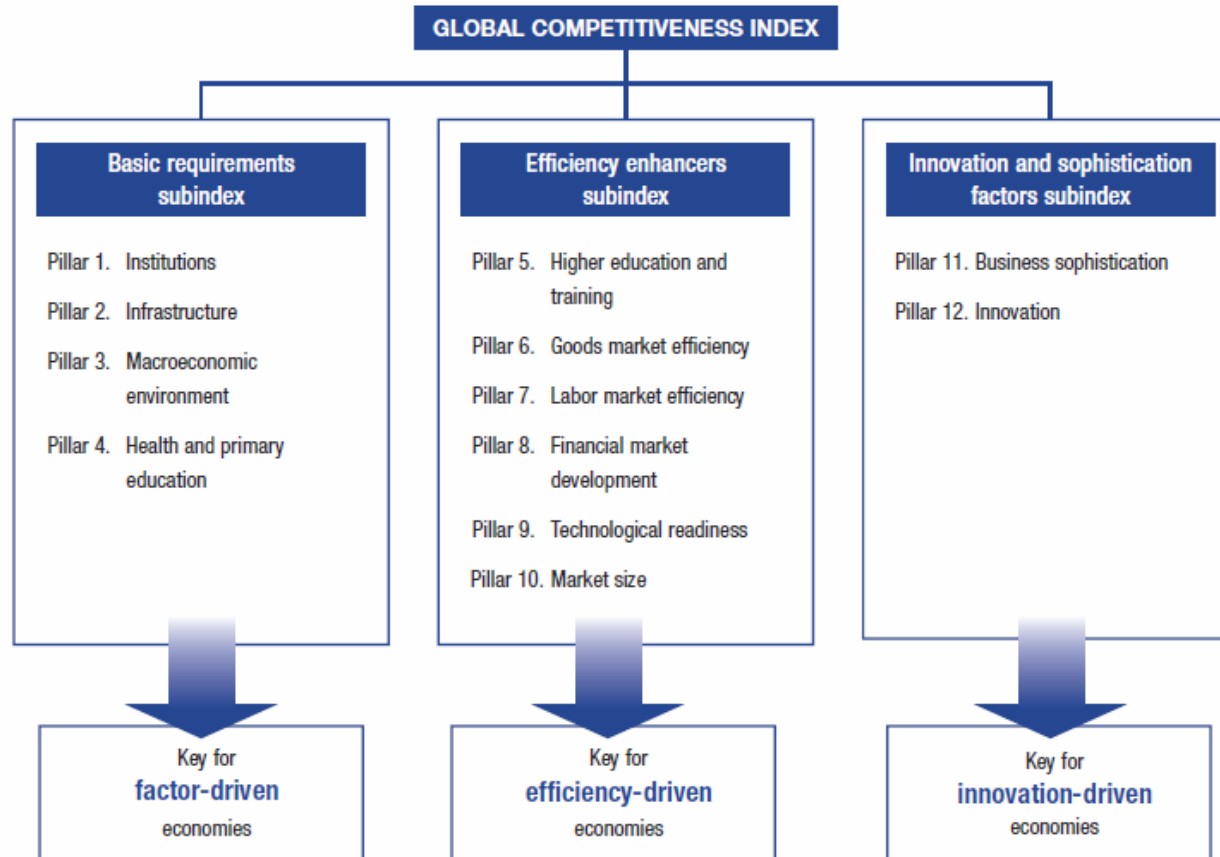 GLOBAL COMPETITIVENESS INDEX
Basic requirements
subindex
Pillar 1. Institutions
Pillar 2. Infrastructure
Pillar 3. Macroeconomic
environment
Pillar 4. Health and primary
education
Key for
factor-driven
economies
Efficiency enhancers
subindex
Pillar 5. Higher education and
training
Pillar 6. Goods market efficiency
Pillar 7. Labor market efficiency
Pillar 8. Financial market
development
Pillar 9. Technological readiness
Pillar 10. Market size
Key for
efficiency-driven
economies
Innovation and sophistication
factors subindex
Pillar 11. Business sophistication
Pillar 12. Innovation
Key for
innovation-driven
economies